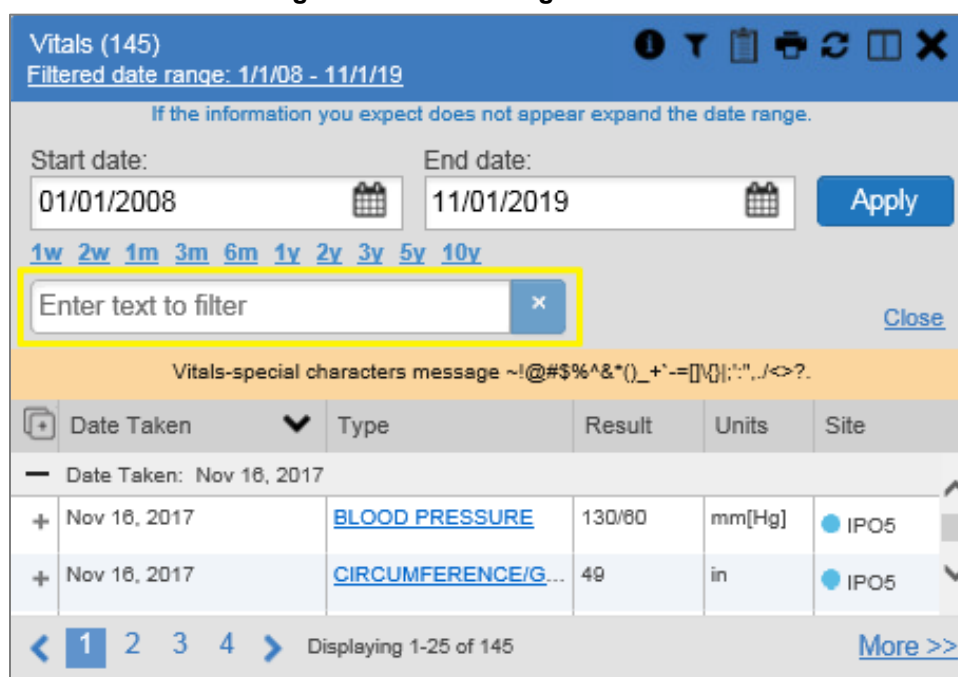 Vitals (145)
Filtered date range: 1/1/08 - 11/1/19
If the information you expect does not appear expand the date range.
Start date: End date:
01/01/2008 11/01/2019 Apply
1w 2w 1m 3m 6m 1y 2y 3y 5y 10y
Enter text to filter ×
Close
Vitals-special characters message ~!@#$%^&*()_+`-=[]\{}|;':",./<>?.
Date Taken Type Result Units Site
Date Taken: Nov 16, 2017
+ Nov 16, 2017 BLOOD PRESSURE 130/60 mm[Hg] IPO5
+ Nov 16, 2017 CIRCUMFERENCE/G... 49 in IPO5
1 2 3 4 Displaying 1-25 of 145 More >>